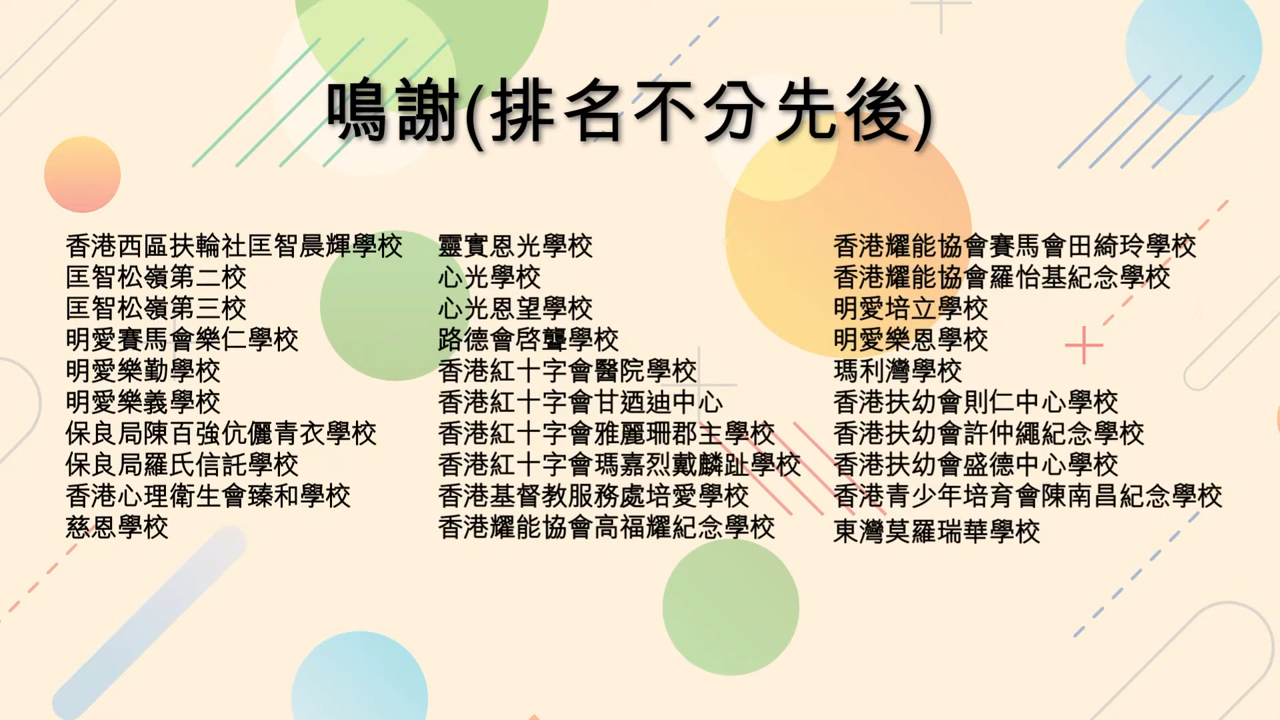 鳴謝(排名不分先後)
香港西區扶輪社匡智晨輝學校
匡智松嶺第二校
匡智松嶺第三校
明愛賽馬會樂仁學校
明愛樂勤學校
明愛樂義學校
保良局陳百強伉儷青衣學校
保良局羅氏信託學校
香港心理衛生會臻和學校
慈恩學校
靈實恩光學校
心光學校
心光恩望學校
路德會啓聾學校
香港紅十字會醫院學校
香港紅十字會甘迺迪中心
香港紅十字會雅麗珊郡主學校
香港紅十字會瑪嘉烈戴麟趾學校
香港基督教服務處培愛學校
香港耀能協會高福耀紀念學校
香港耀能協會賽馬會田綺玲學校
香港耀能協會羅怡基紀念學校
明愛培立學校
明愛樂恩學校
瑪利灣學校
香港扶幼會則仁中心學校
香港扶幼會許仲繩紀念學校
香港扶幼會盛德中心學校
香港青少年培育會陳南昌紀念學校
東灣莫羅瑞華學校